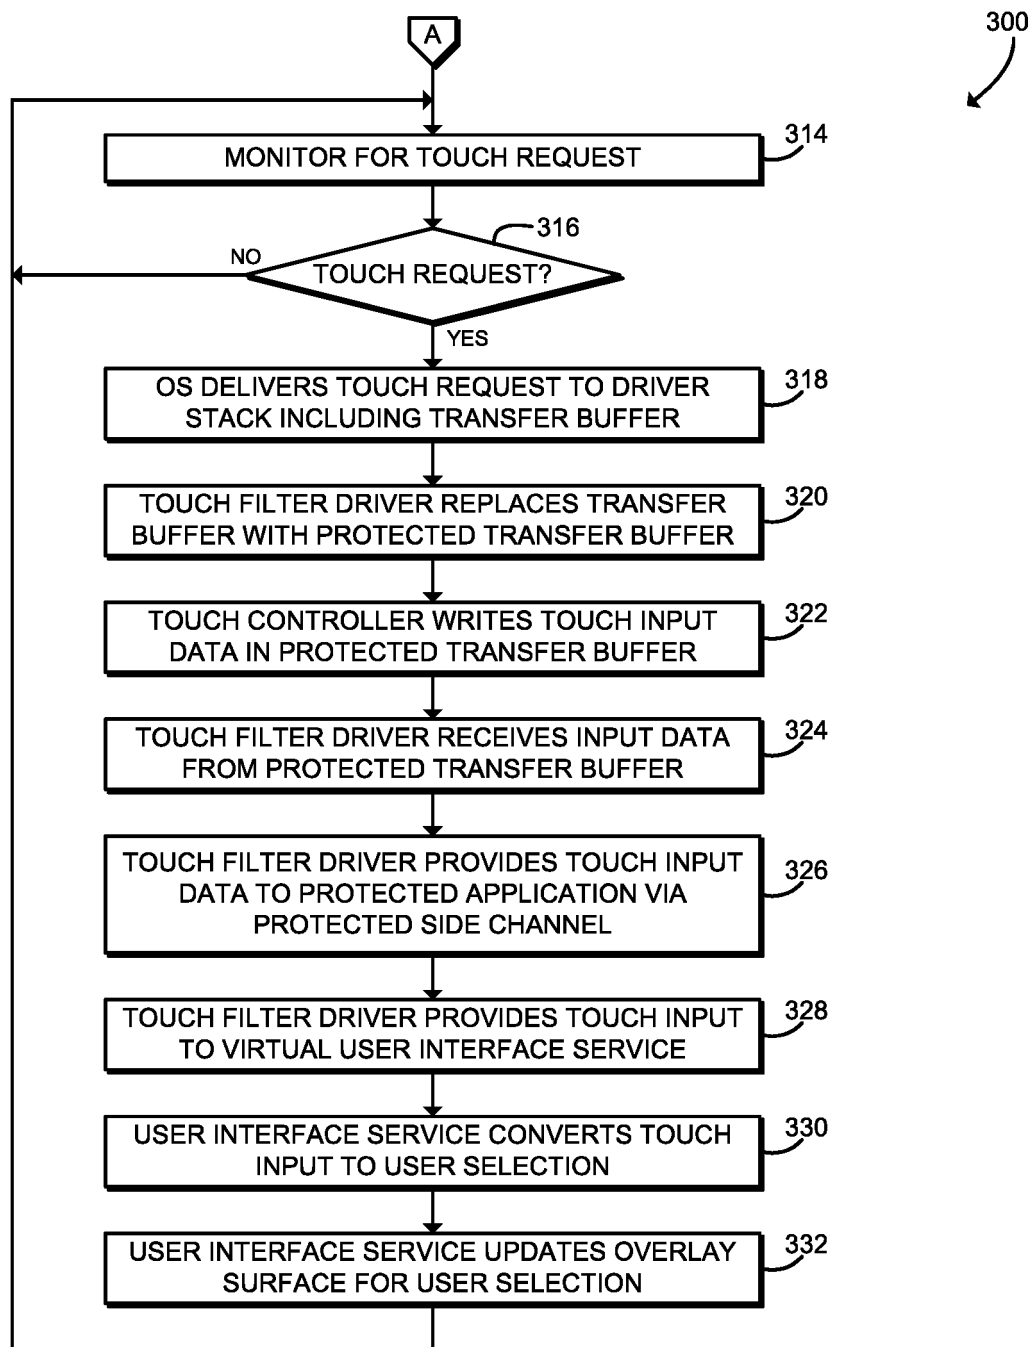 A
300
MONITOR FOR TOUCH REQUEST
314
316
TOUCH REQUEST?
NO
YES
OS DELIVERS TOUCH REQUEST TO DRIVER
STACK INCLUDING TRANSFER BUFFER
318
TOUCH FILTER DRIVER REPLACES TRANSFER
BUFFER WITH PROTECTED TRANSFER BUFFER
320
TOUCH CONTROLLER WRITES TOUCH INPUT
DATA IN PROTECTED TRANSFER BUFFER
322
TOUCH FILTER DRIVER RECEIVES INPUT DATA
FROM PROTECTED TRANSFER BUFFER
324
TOUCH FILTER DRIVER PROVIDES TOUCH INPUT
DATA TO PROTECTED APPLICATION VIA
PROTECTED SIDE CHANNEL
326
TOUCH FILTER DRIVER PROVIDES TOUCH INPUT
TO VIRTUAL USER INTERFACE SERVICE
328
USER INTERFACE SERVICE CONVERTS TOUCH
INPUT TO USER SELECTION
330
USER INTERFACE SERVICE UPDATES OVERLAY
SURFACE FOR USER SELECTION
332